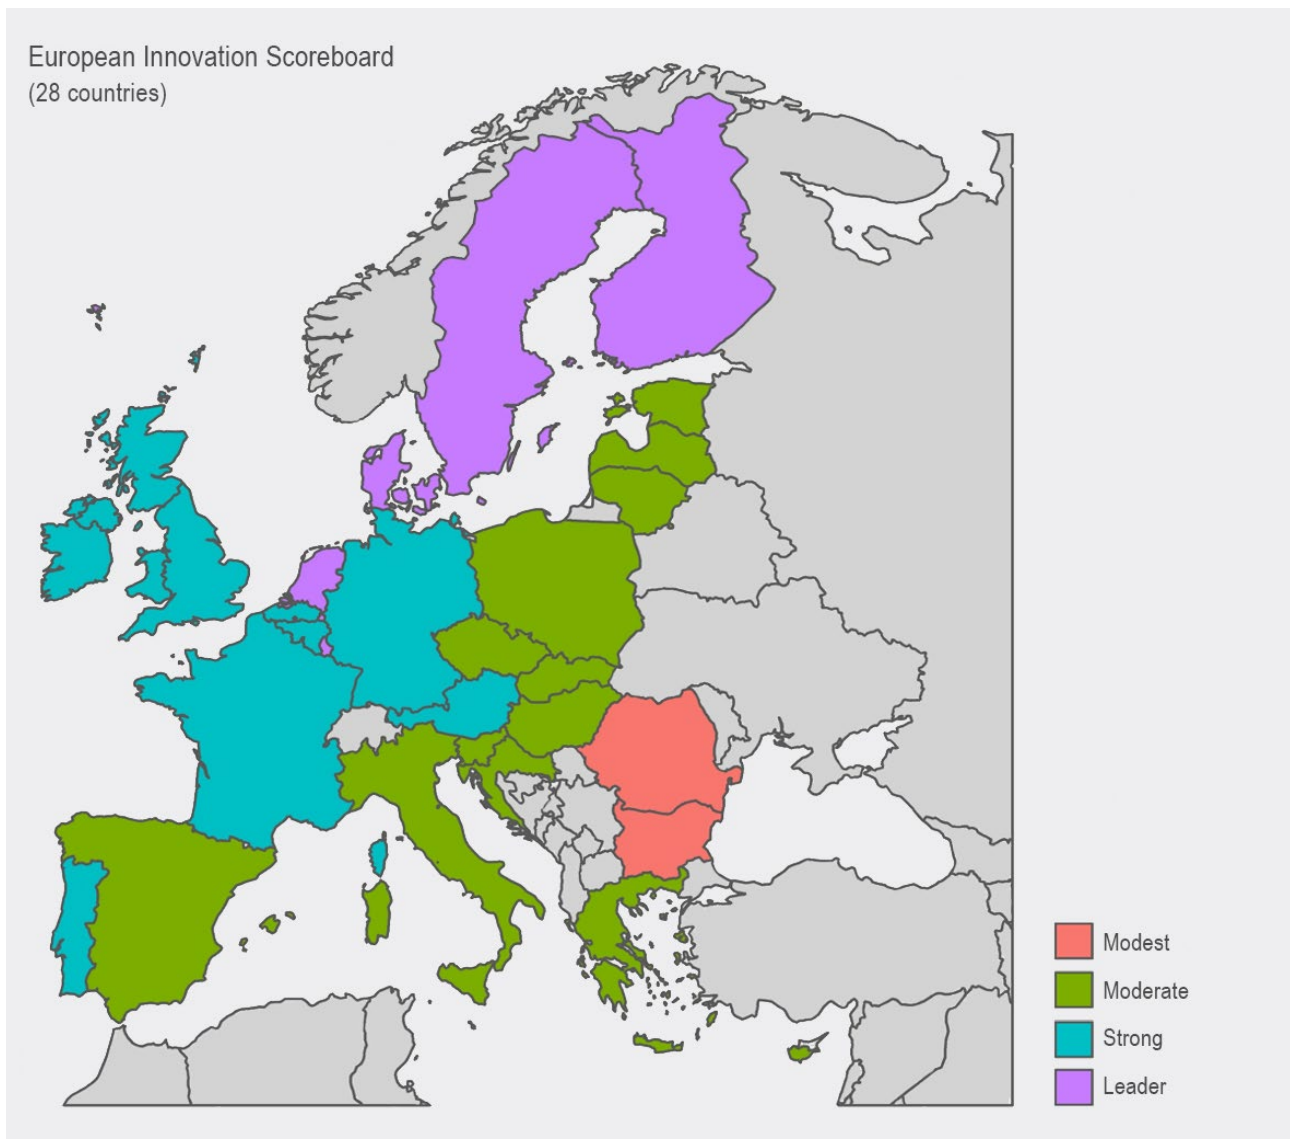 European Innovation Scoreboard
(28 countries)
Modest
Moderate
Strong
Leader